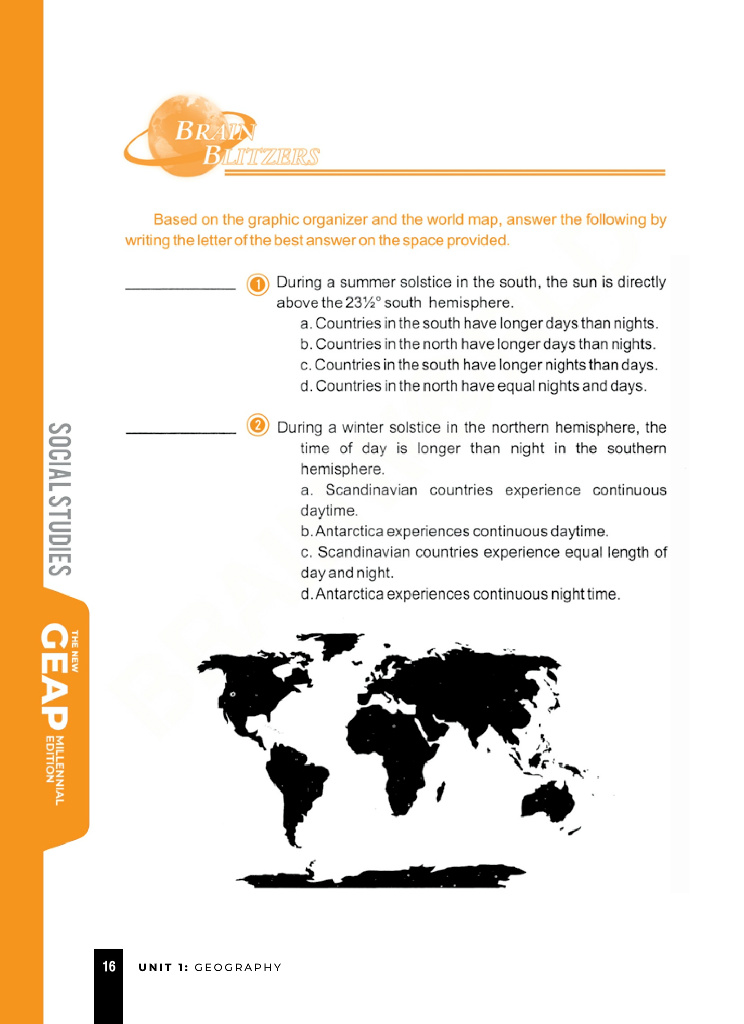 BRAIN
BLITZERS
Based on the graphic organizer and the world map, answer the following by
writing the letter of the best answer on the space provided.
____________ 1 During a summer solstice in the south, the sun is directly
above the 23½° south hemisphere.
a. Countries in the south have longer days than nights.
b. Countries in the north have longer days than nights.
c. Countries in the south have longer nights than days.
d. Countries in the north have equal nights and days.
____________ 2 During a winter solstice in the northern hemisphere, the
time of day is longer than night in the southern
hemisphere.
a. Scandinavian countries experience continuous
daytime.
b. Antarctica experiences continuous daytime.
c. Scandinavian countries experience equal length of
day and night.
d. Antarctica experiences continuous night time.
SOCIAL STUDIES
THE NEW
GEAP
MILLENNIAL
EDITION
16 UNIT 1: GEOGRAPHY